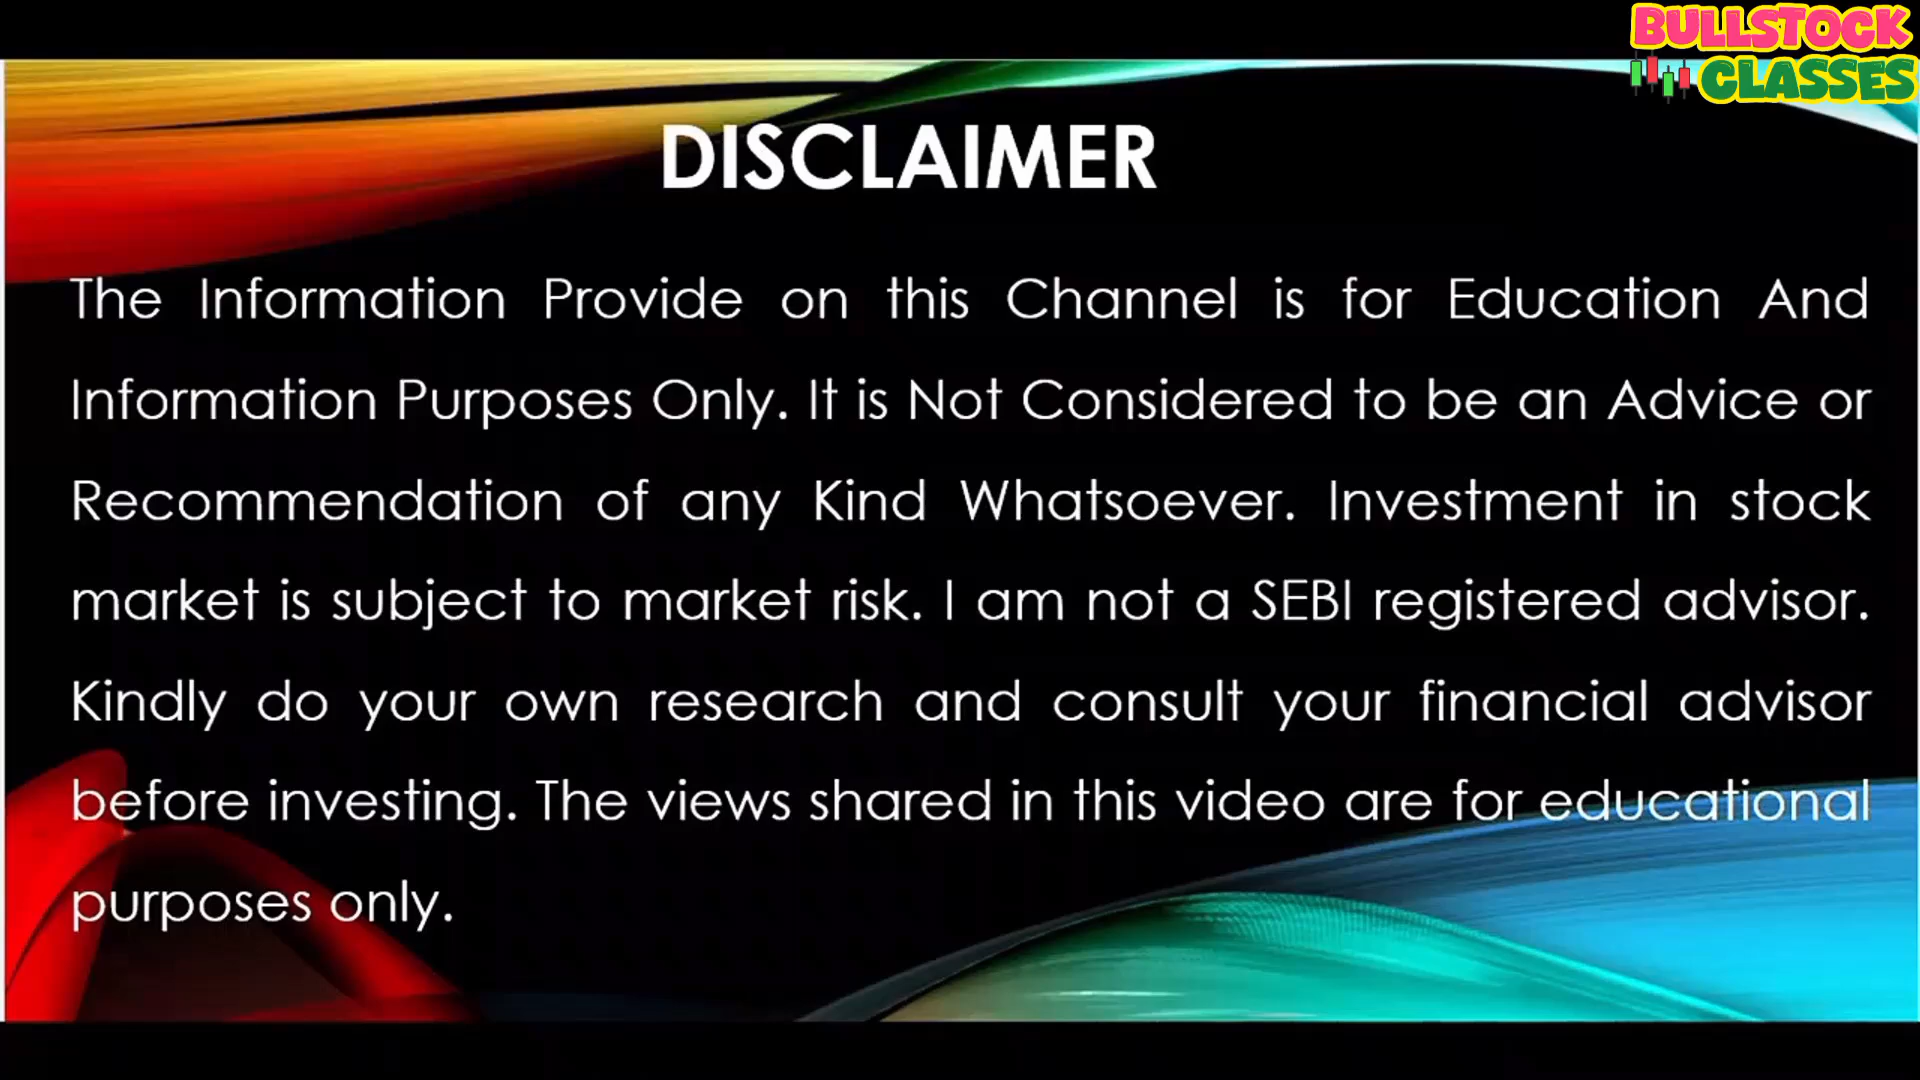 BULLSTOCK
CLASSES
DISCLAIMER
The Information Provide on this Channel is for Education And
Information Purposes Only. It is Not Considered to be an Advice or
Recommendation of any Kind Whatsoever. Investment in stock
market is subject to market risk. I am not a SEBI registered advisor.
Kindly do your own research and consult your financial advisor
before investing. The views shared in this video are for educational
purposes only.